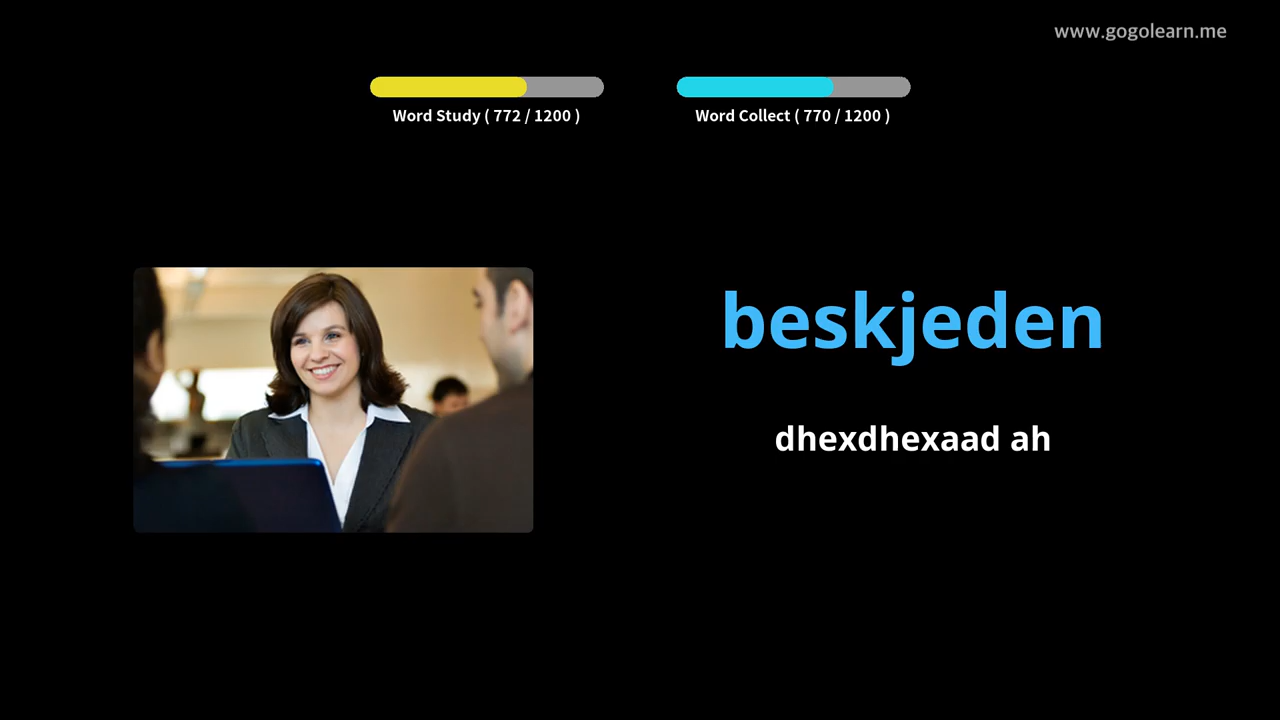 www.gogolearn.me
Word Study ( 772 / 1200 )
Word Collect ( 770 / 1200 )
beskjeden
dhexdhexaad ah